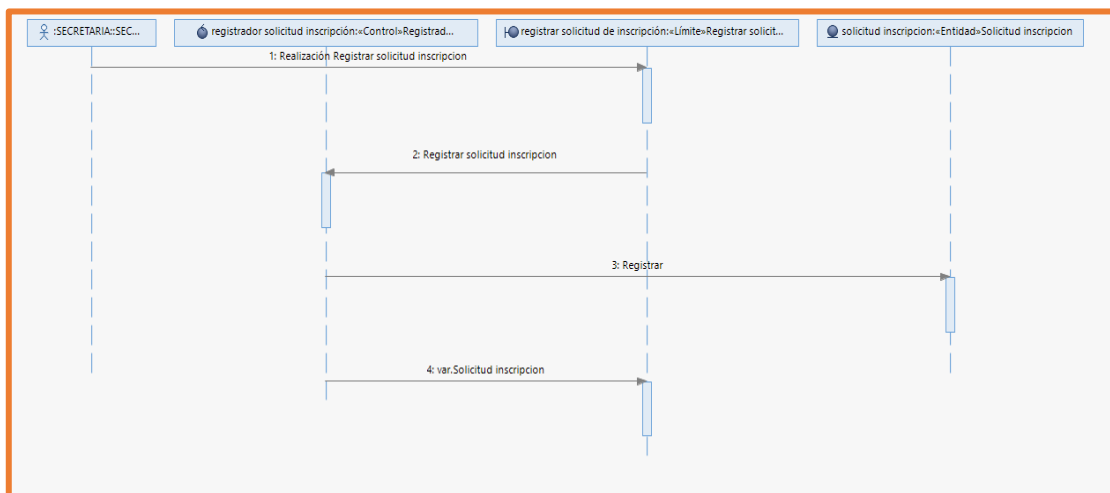 :SECRETARIA::SEC...
registrador solicitud inscripción:«Control»Registrad...
registrar solicitud de inscripción:«Límite»Registrar solicit...
solicitud inscripcion:«Entidad»Solicitud inscripcion
1: Realización Registrar solicitud inscripcion
2: Registrar solicitud inscripcion
3: Registrar
4: var.Solicitud inscripcion